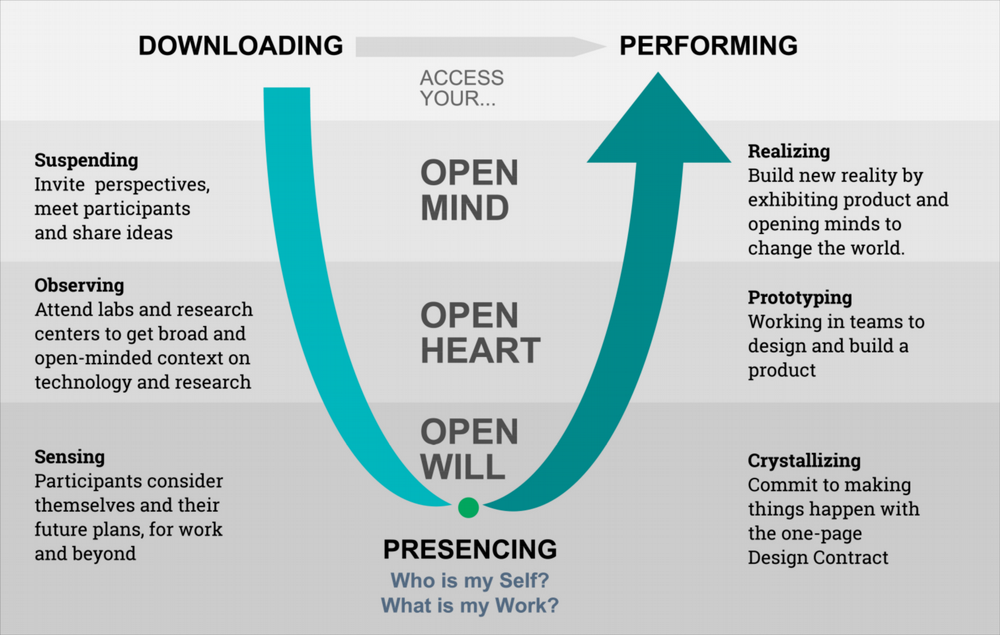 DOWNLOADING
PERFORMING
ACCESS
YOUR...
Suspending
Invite perspectives,
meet participants
and share ideas
OPEN
MIND
Realizing
Build new reality by
exhibiting product and
opening minds to
change the world.
Observing
Attend labs and research
centers to get broad and
open-minded context on
technology and research
OPEN
HEART
Prototyping
Working in teams to
design and build a
product
Sensing
Participants consider
themselves and their
future plans, for work
and beyond
OPEN
WILL
Crystallizing
Commit to making
things happen with
the one-page
Design Contract
PRESENCING
Who is my Self?
What is my Work?